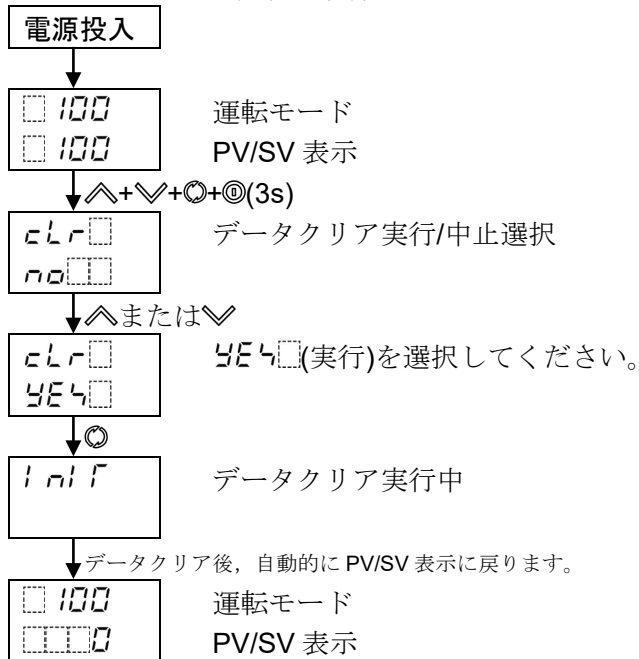 電源投入
□ 100 運転モード
□ 100 PV/SV 表示
︿+﹀++(3s)
cLr□ データクリア実行/中止選択
no□□
︿または﹀
cLr□ YES□(実行)を選択してください。
YES□
INIT データクリア実行中
データクリア後，自動的に PV/SV 表示に戻ります。
□ 100 運転モード
□□□0 PV/SV 表示